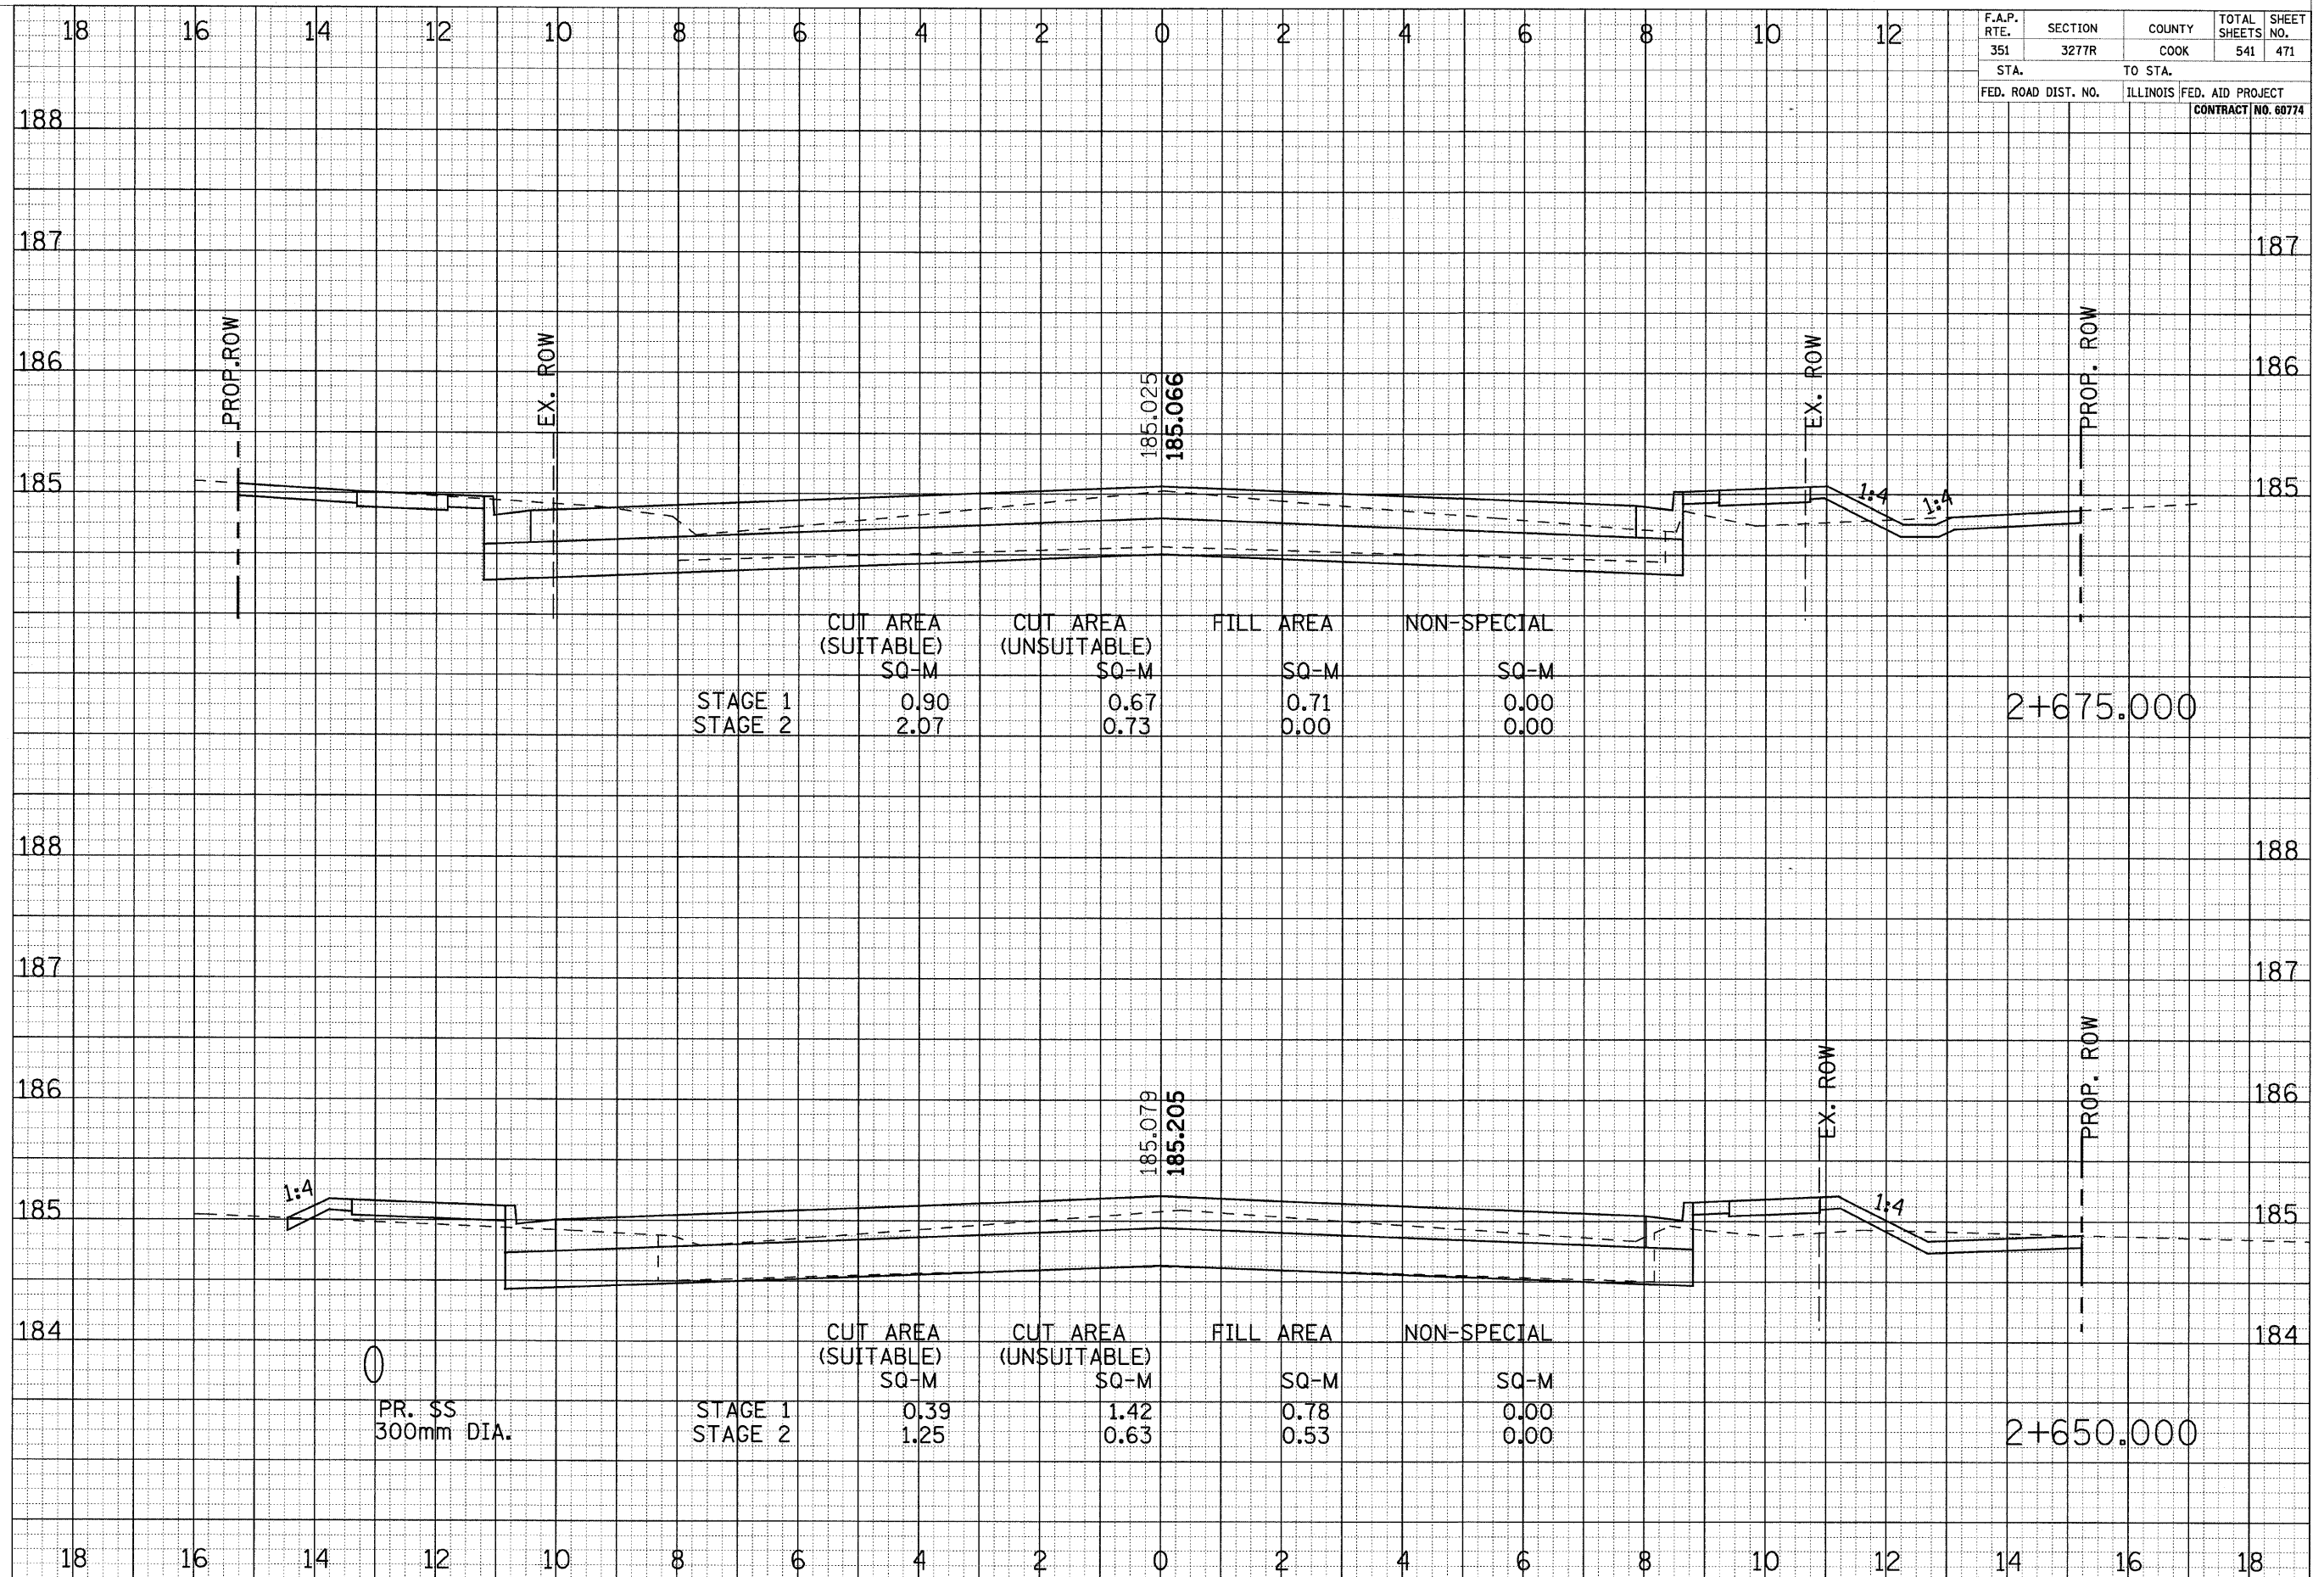 18 16 14 12 10 8 6 4 2 0 2 4 6 8 10 12
F.A.P. RTE. SECTION COUNTY TOTAL SHEETS SHEET NO.
351 3277R COOK 541 471
STA. TO STA.
FED. ROAD DIST. NO. ILLINOIS FED. AID PROJECT
CONTRACT NO. 60774
188
187 187
186 186
PROP.ROW
EX. ROW
185.025
185.066
EX. ROW
PROP. ROW
185 185
1:4 1:4
CUT AREA CUT AREA FILL AREA NON-SPECIAL
(SUITABLE) (UNSUITABLE)
SQ-M SQ-M SQ-M SQ-M
STAGE 1 0.90 0.67 0.71 0.00
STAGE 2 2.07 0.73 0.00 0.00
2+675.000
188 188
187 187
186 186
185.079
185.205
EX. ROW
PROP. ROW
1:4 1:4
185 185
184 184
CUT AREA CUT AREA FILL AREA NON-SPECIAL
(SUITABLE) (UNSUITABLE)
SQ-M SQ-M SQ-M SQ-M
PR. SS
300mm DIA.
STAGE 1 0.39 1.42 0.78 0.00
STAGE 2 1.25 0.63 0.53 0.00
2+650.000
18 16 14 12 10 8 6 4 2 0 2 4 6 8 10 12 14 16 18